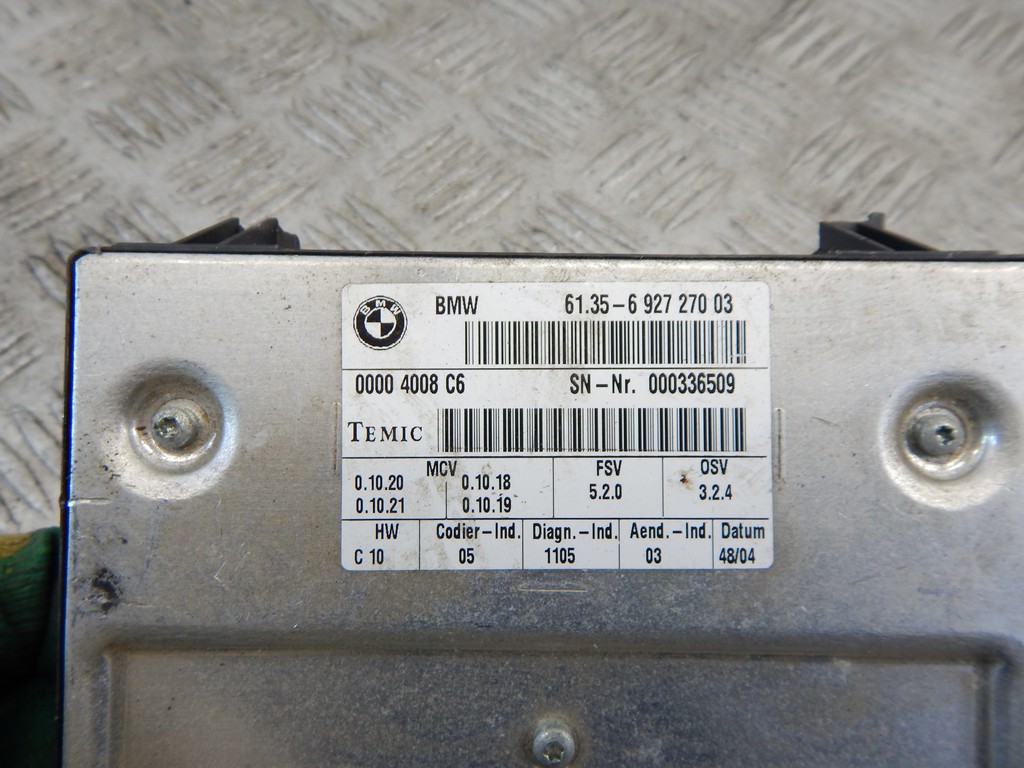 BMW
BMW 61.35-6 927 270 03
0000 4008 C6 SN-Nr. 000336509
TEMIC
MCV FSV OSV
0.10.20 0.10.18 5.2.0 3.2.4
0.10.21 0.10.19
HW Codier-Ind. Diagn.-Ind. Aend.-Ind. Datum
C 10 05 1105 03 48/04